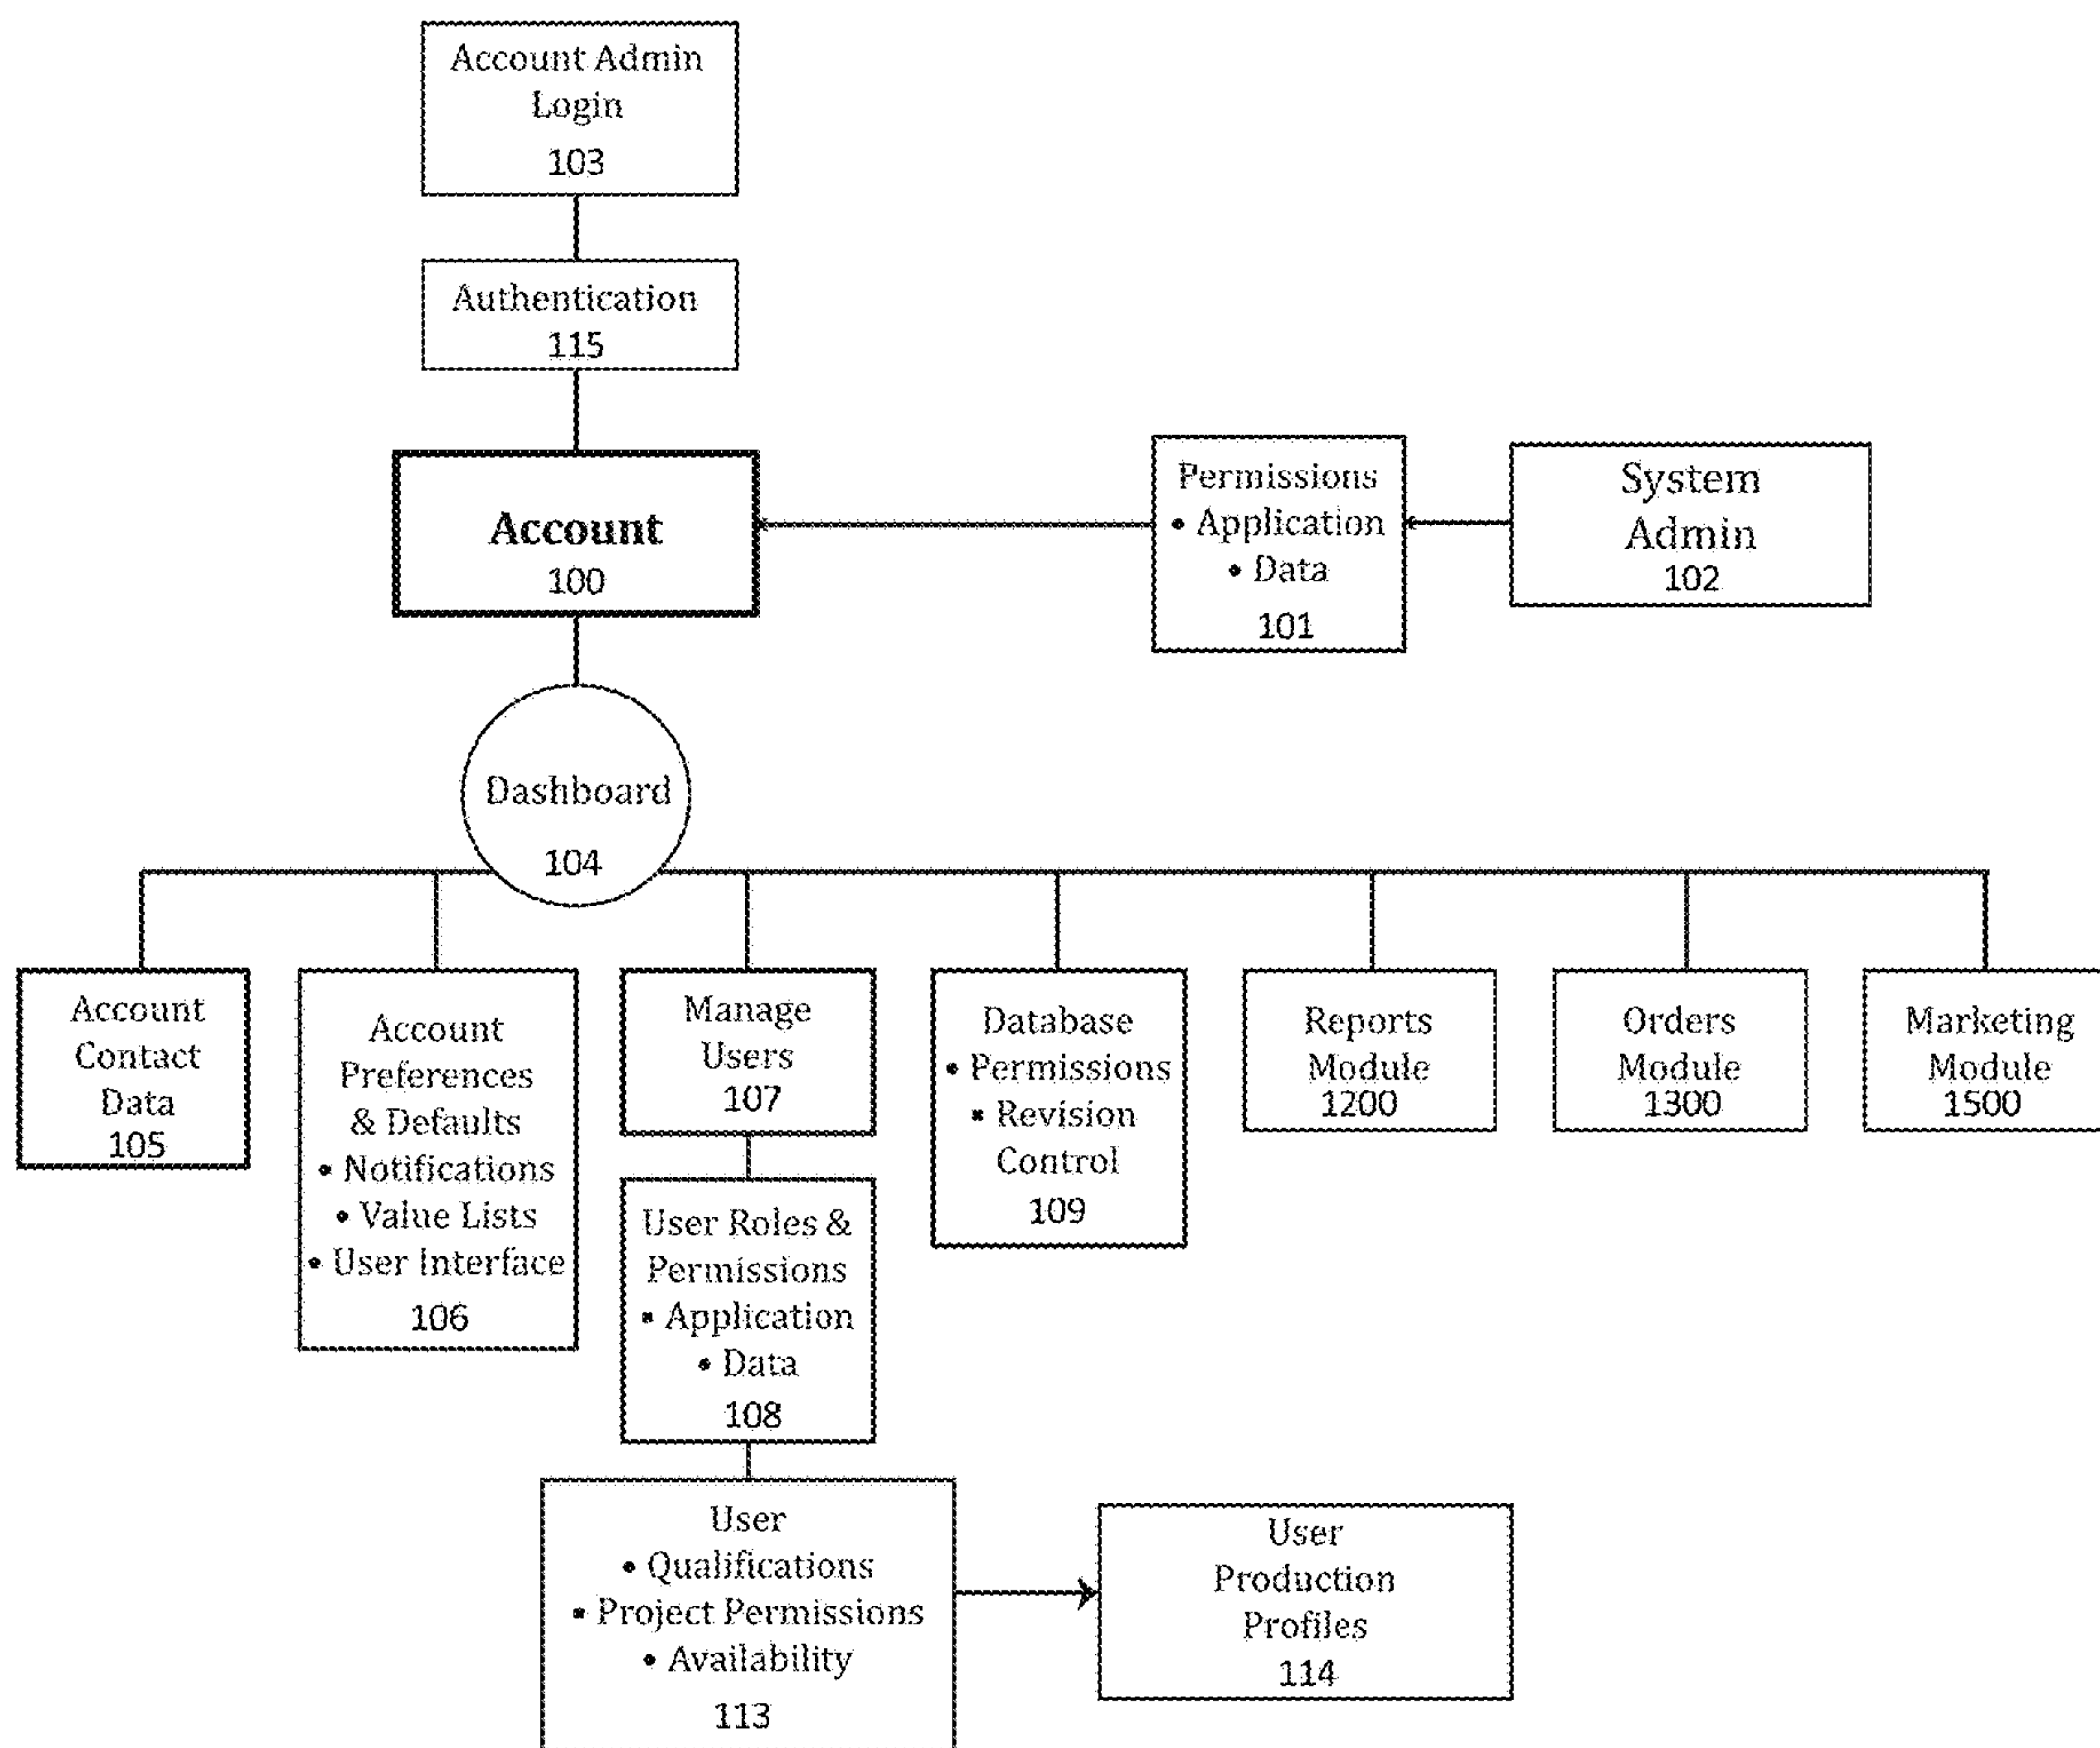 Account Admin
Login
103
Authentication
115
Account
100
Permissions
• Application
• Data
101
System
Admin
102
Dashboard
104
Account
Contact
Data
105
Account
Preferences
& Defaults
• Notifications
• Value Lists
• User Interface
106
Manage
Users
107
User Roles &
Permissions
▪ Application
• Data
108
Database
• Permissions
▪ Revision
Control
109
Reports
Module
1200
Orders
Module
1300
Marketing
Module
1500
User
• Qualifications
▪ Project Permissions
• Availability
113
User
Production
Profiles
114